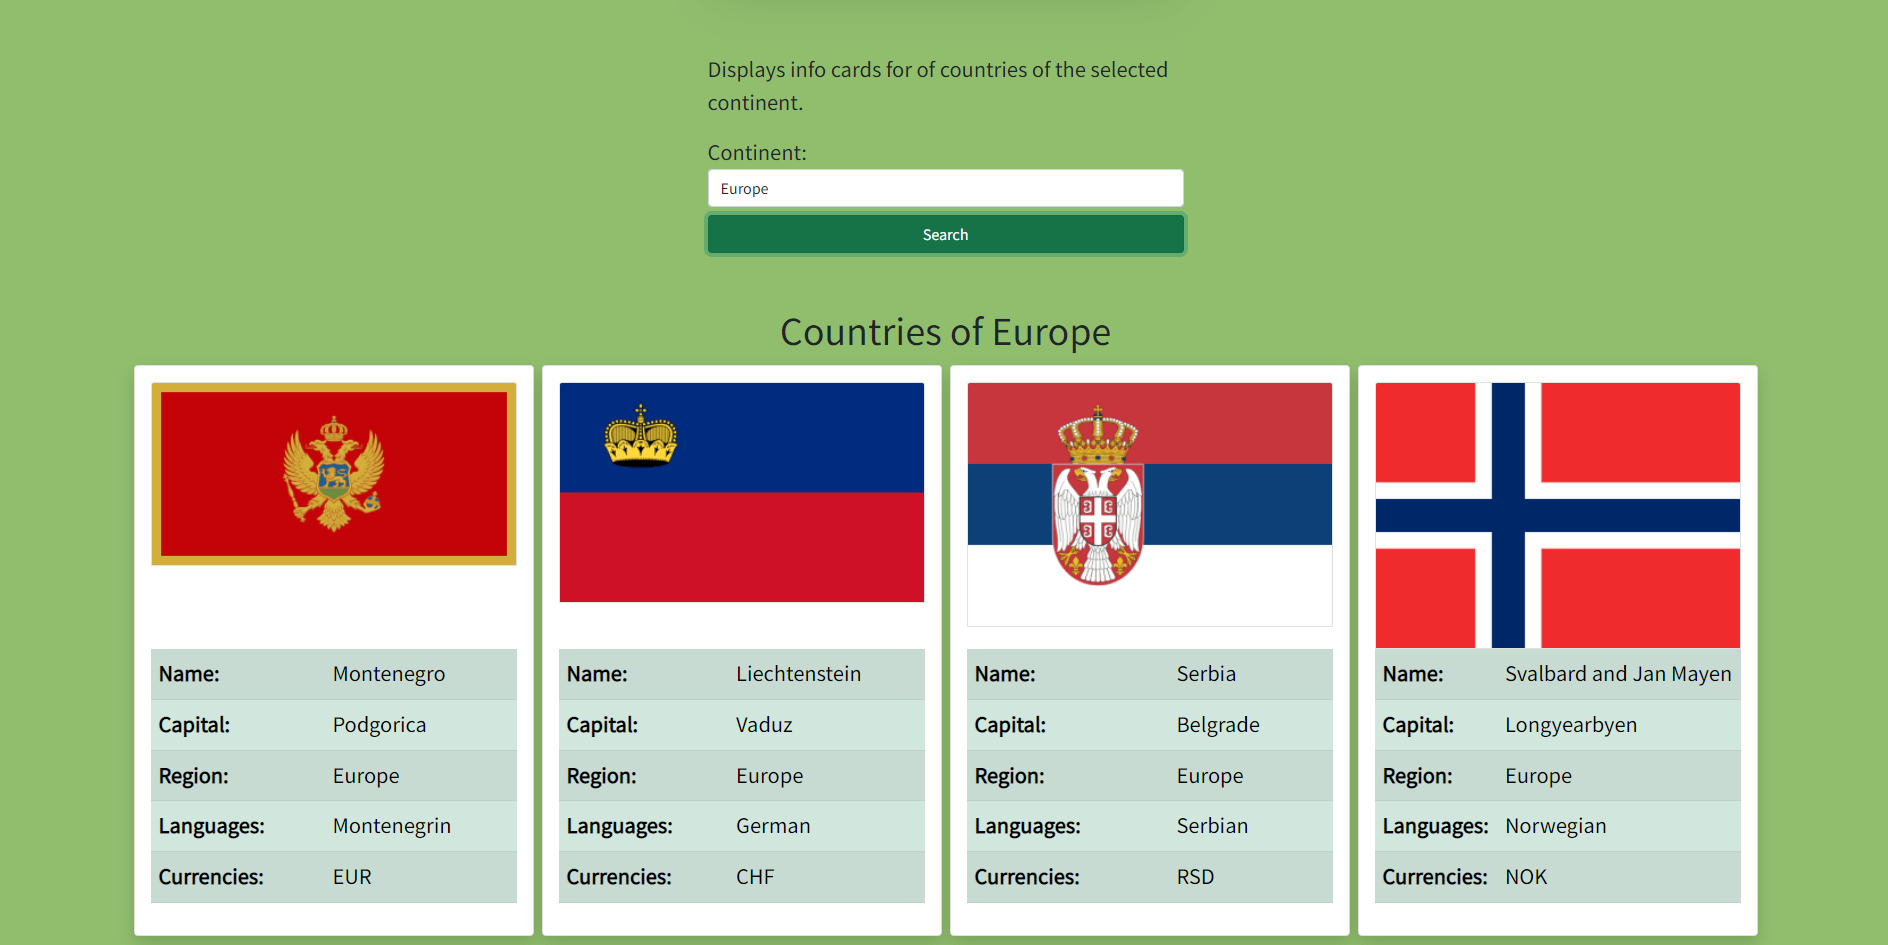 Displays info cards for of countries of the selected
continent.
Continent:
Europe
Search
Countries of Europe
Name: Montenegro
Capital: Podgorica
Region: Europe
Languages: Montenegrin
Currencies: EUR
Name: Liechtenstein
Capital: Vaduz
Region: Europe
Languages: German
Currencies: CHF
Name: Serbia
Capital: Belgrade
Region: Europe
Languages: Serbian
Currencies: RSD
Name: Svalbard and Jan Mayen
Capital: Longyearbyen
Region: Europe
Languages: Norwegian
Currencies: NOK